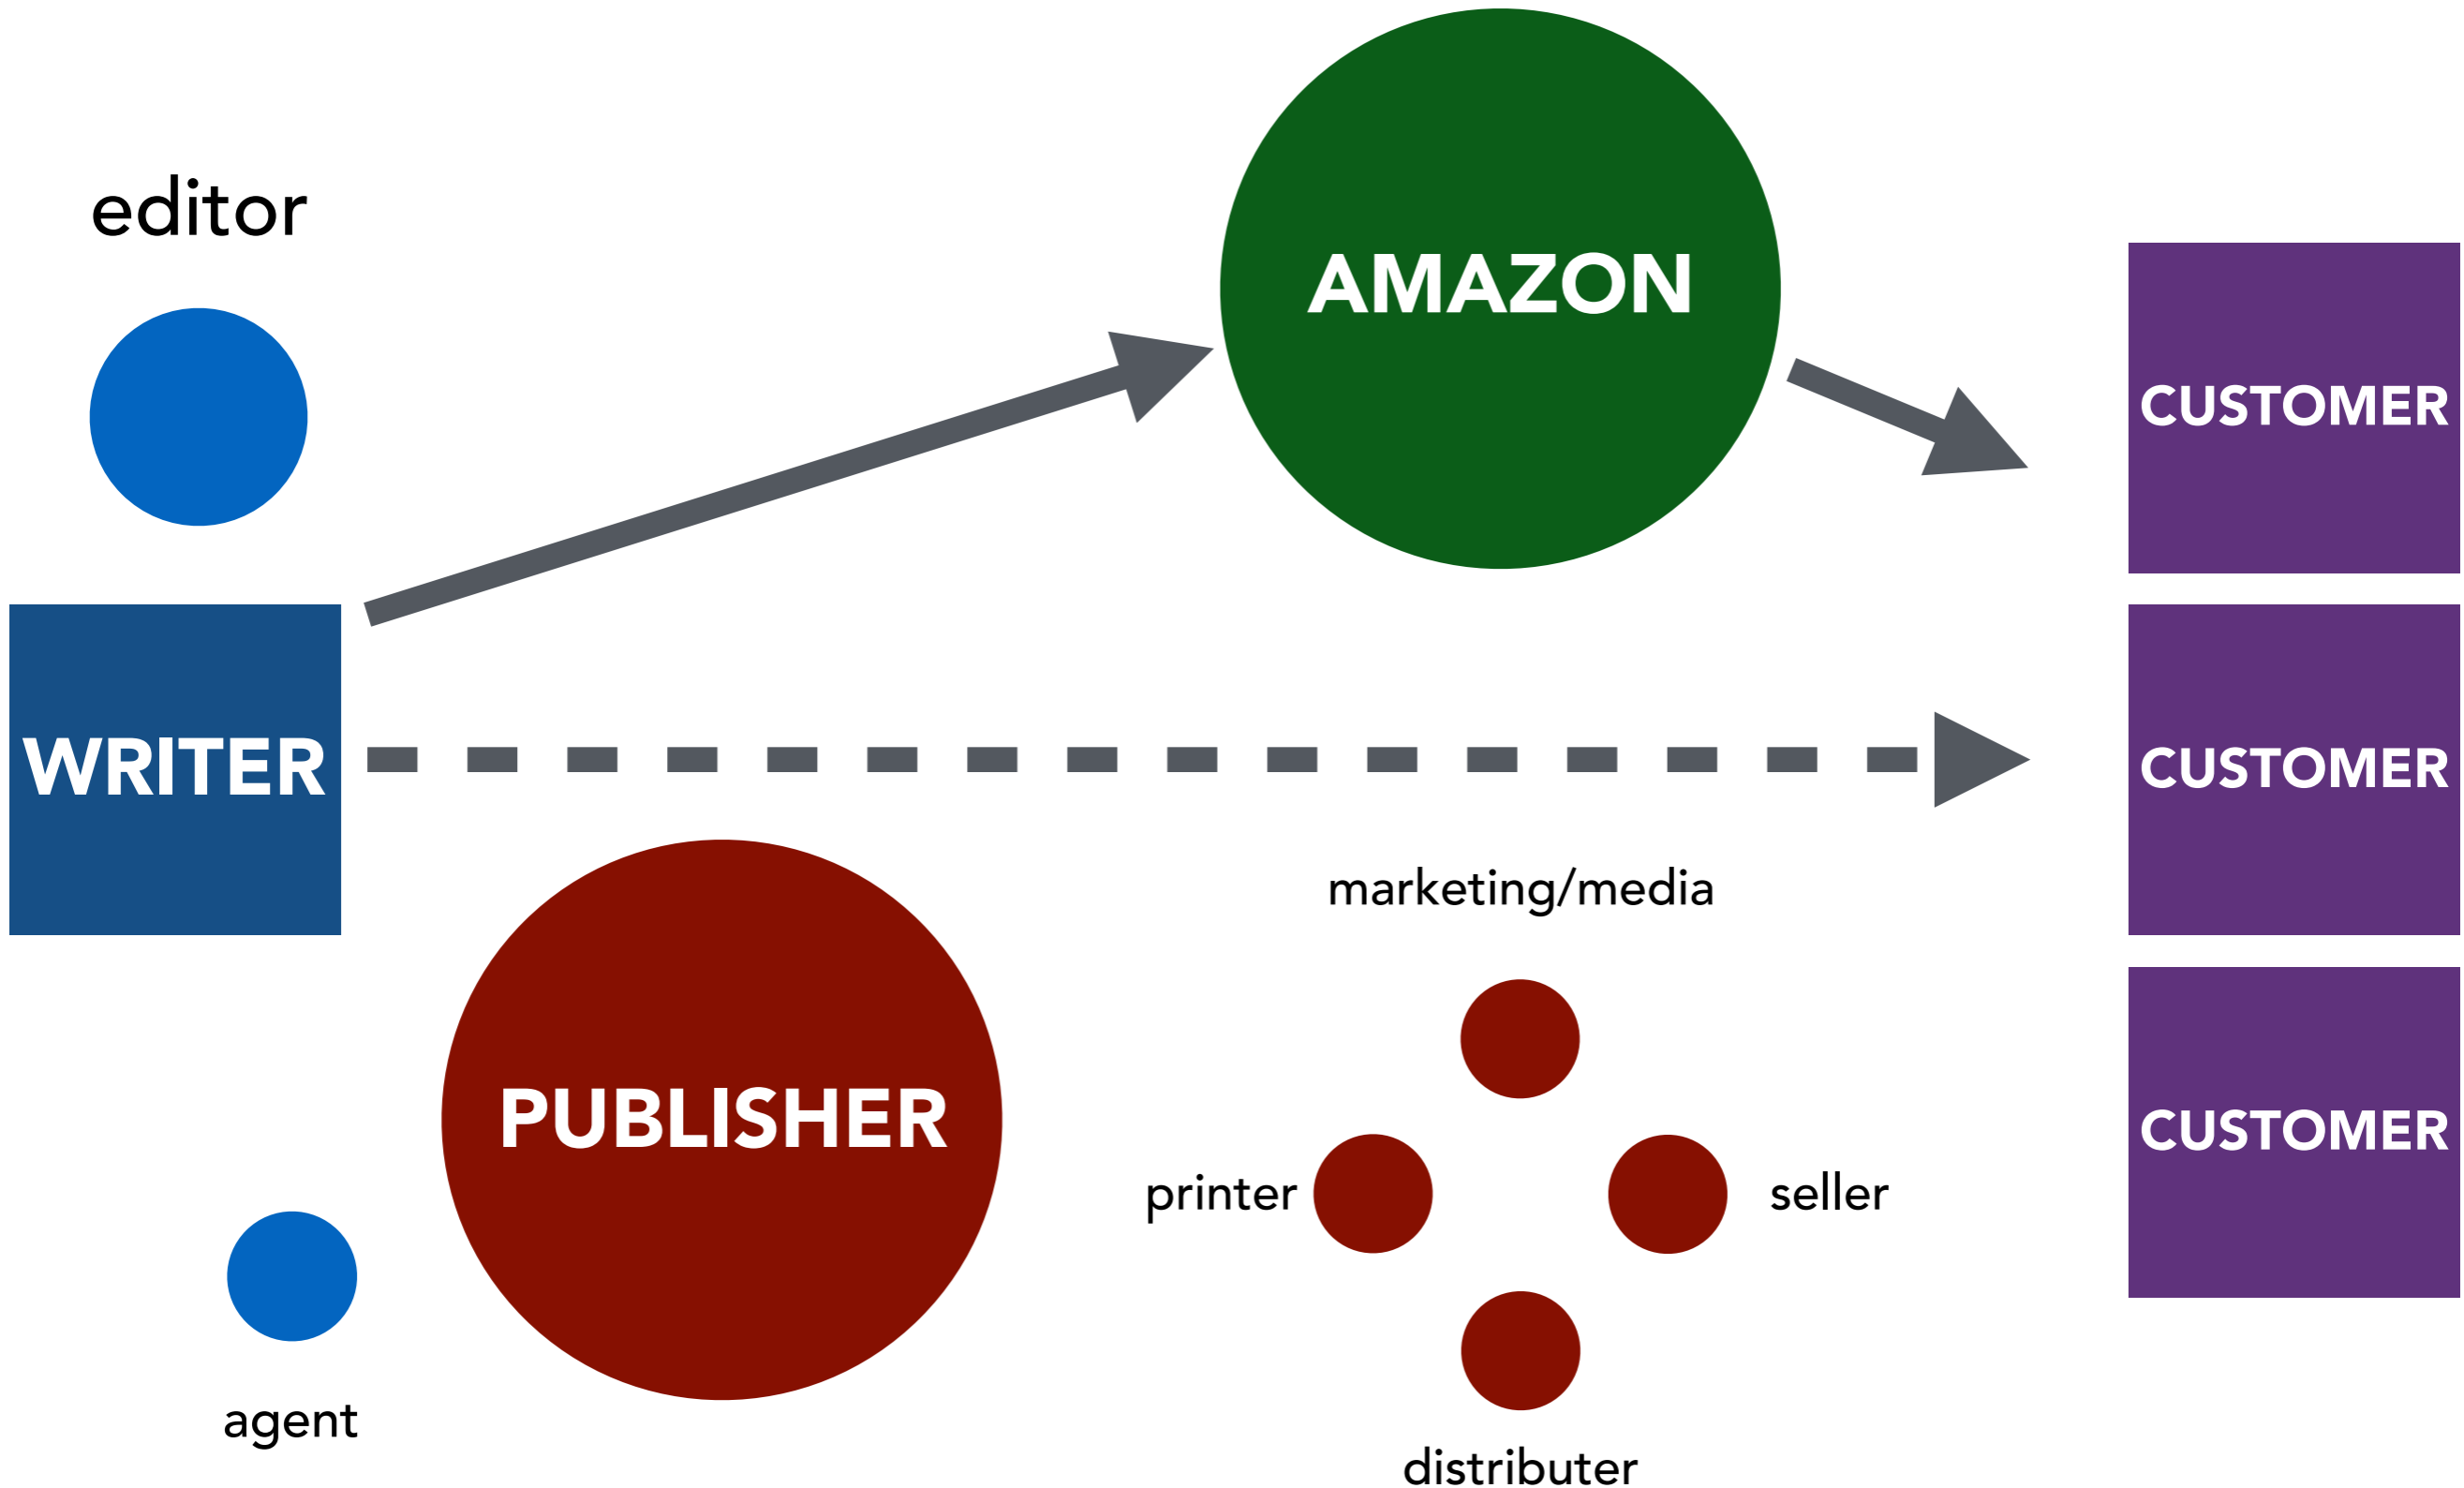 editor
AMAZON
CUSTOMER
WRITER
CUSTOMER
marketing/media
PUBLISHER
CUSTOMER
printer
seller
agent
distributer